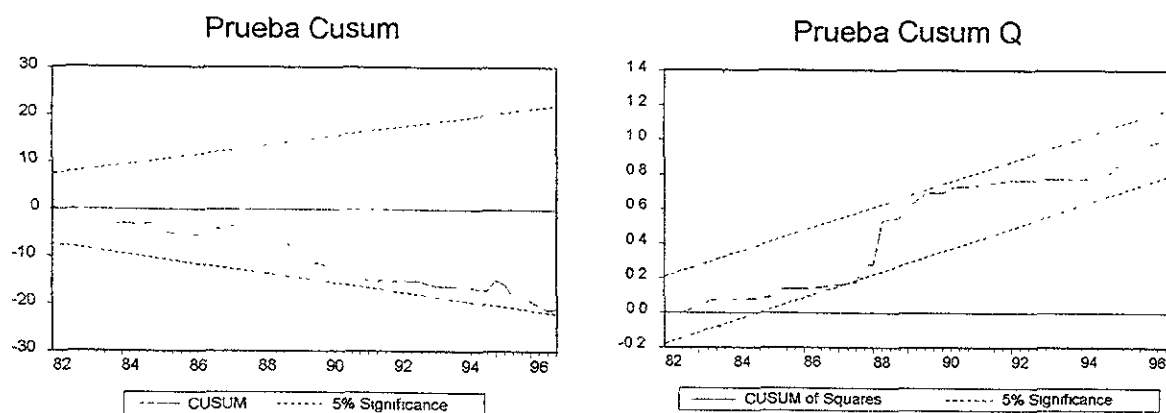 Prueba Cusum
30
20
10
0
-10
-20
-30
82 84 86 88 90 92 94 96
CUSUM 5% Significance
Prueba Cusum Q
1 4
1 2
1 0
0 8
0 6
0 4
0 2
0 0
-0 2
82 84 86 88 90 92 94 96
CUSUM of Squares 5% Significance